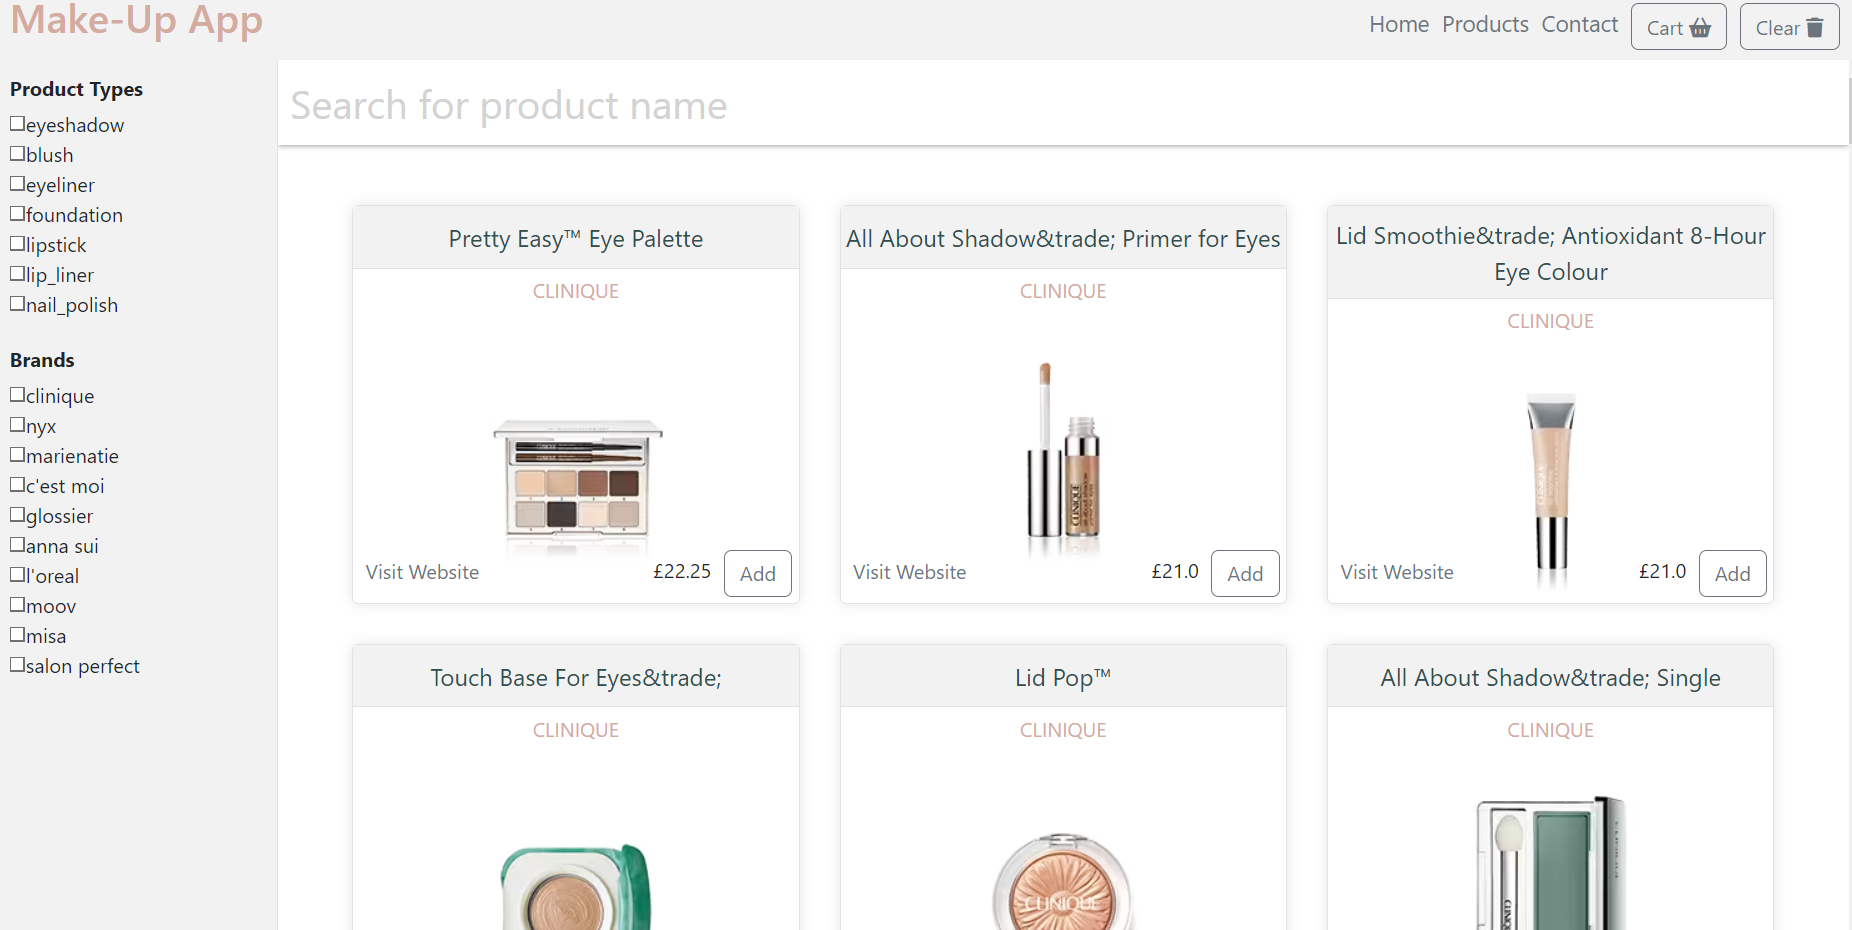 Make-Up App
Home Products Contact Cart Clear
Product Types
eyeshadow
blush
eyeliner
foundation
lipstick
lip_liner
nail_polish
Brands
clinique
nyx
marienatie
c'est moi
glossier
anna sui
l'oreal
moov
misa
salon perfect
Search for product name
Pretty Easy™ Eye Palette
CLINIQUE
Visit Website £22.25 Add
All About Shadow&trade; Primer for Eyes
CLINIQUE
CLINIQUE
Visit Website £21.0 Add
Lid Smoothie&trade; Antioxidant 8-Hour
Eye Colour
CLINIQUE
Visit Website £21.0 Add
Touch Base For Eyes&trade;
CLINIQUE
Lid Pop™
CLINIQUE
CLINIQUE
All About Shadow&trade; Single
CLINIQUE
CLINIQUE